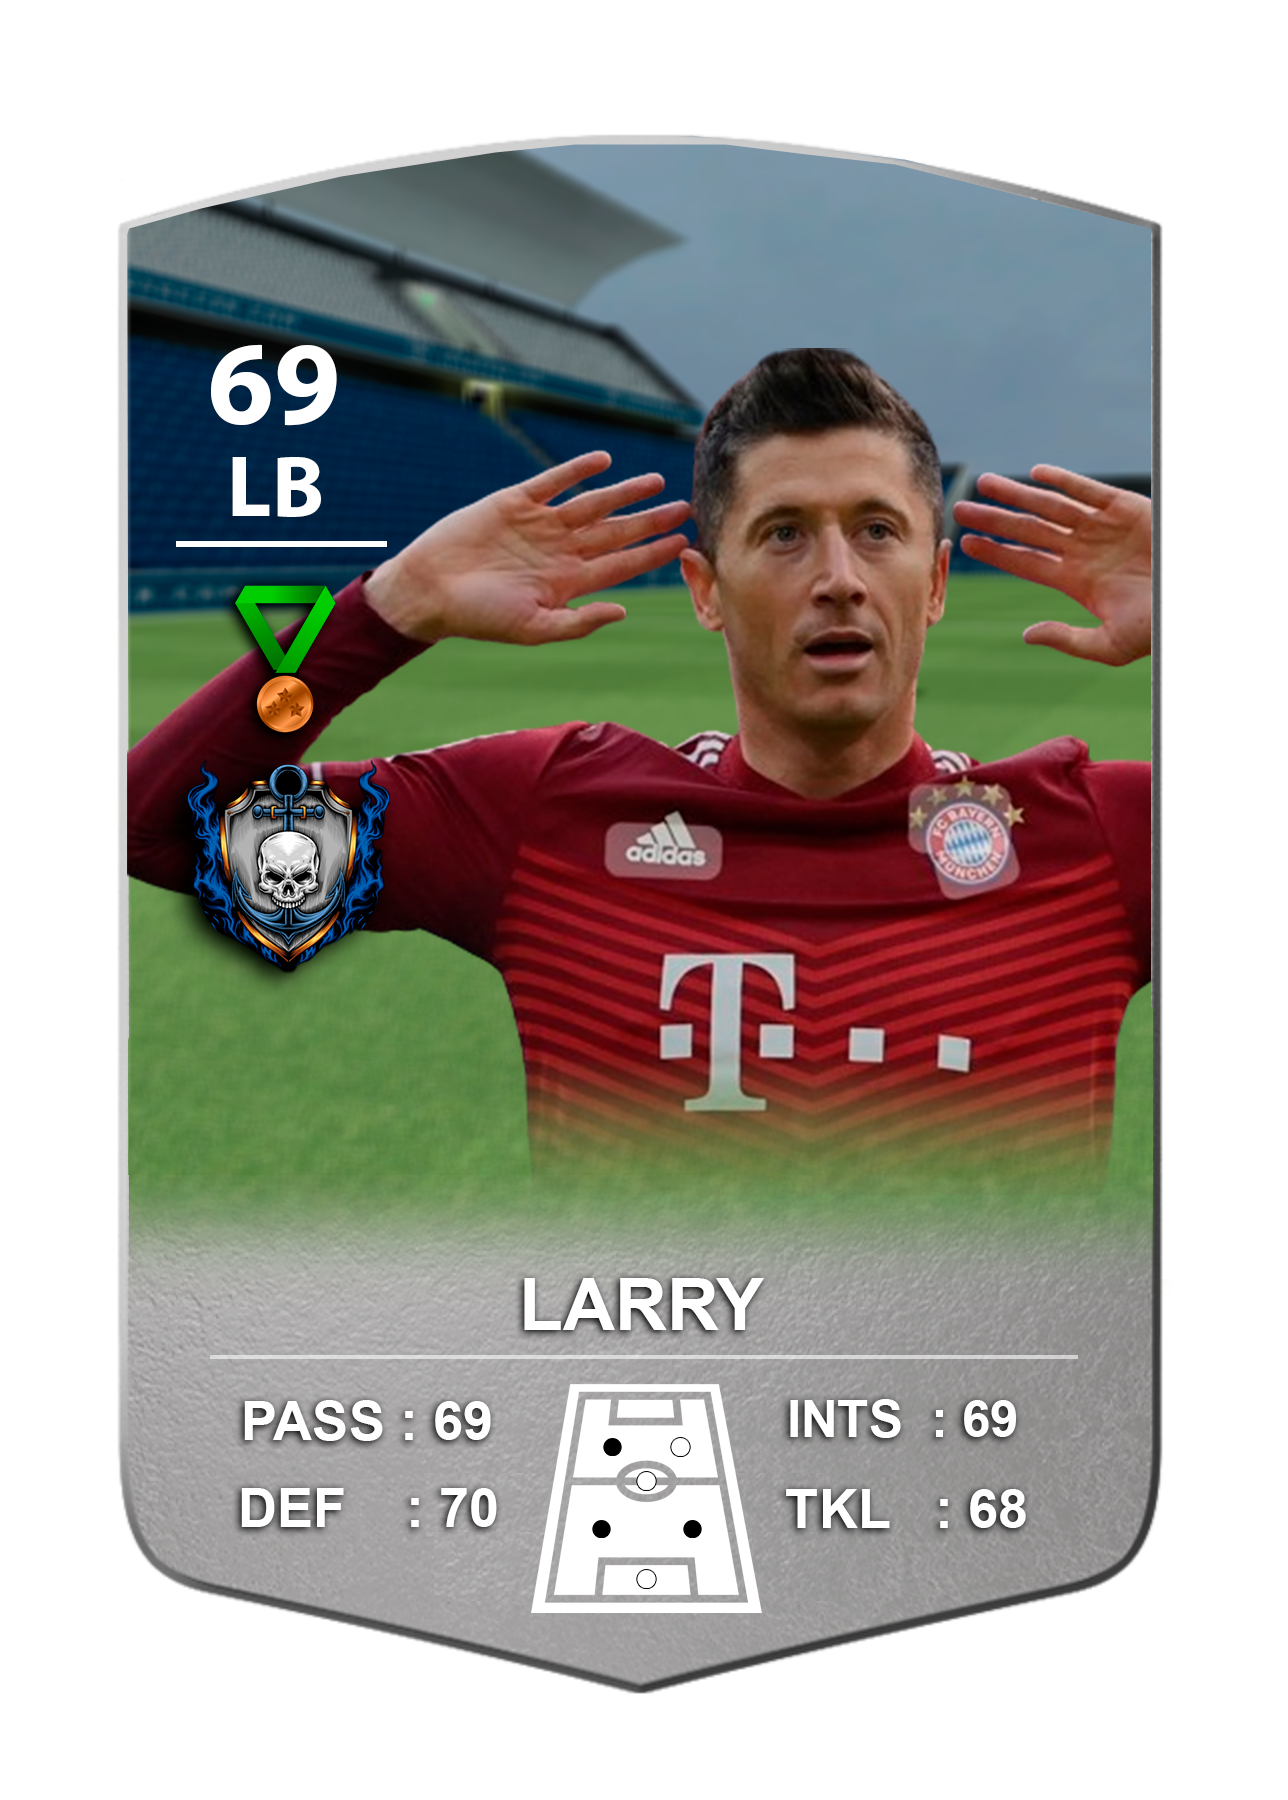 69
LB
adidas
FC BAYERN
MÜNCHEN
T
LARRY
PASS : 69
INTS : 69
DEF : 70
TKL : 68